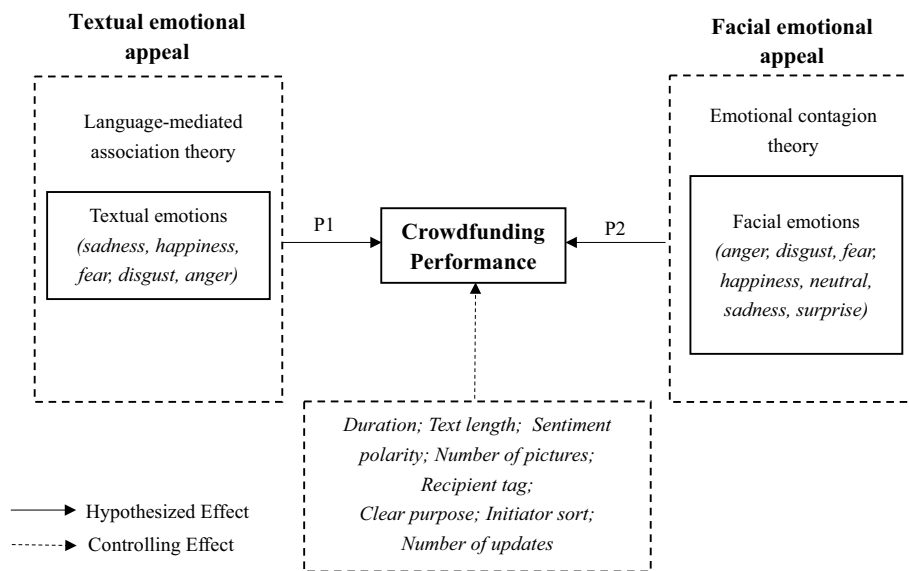 Textual emotional
appeal
Language-mediated
association theory
Textual emotions
(sadness, happiness,
fear, disgust, anger)
P1
Crowdfunding
Performance
P2
Facial emotional
appeal
Emotional contagion
theory
Facial emotions
(anger, disgust, fear,
happiness, neutral,
sadness, surprise)
Duration; Text length; Sentiment
polarity; Number of pictures;
Recipient tag;
Clear purpose; Initiator sort;
Number of updates
Hypothesized Effect
Controlling Effect